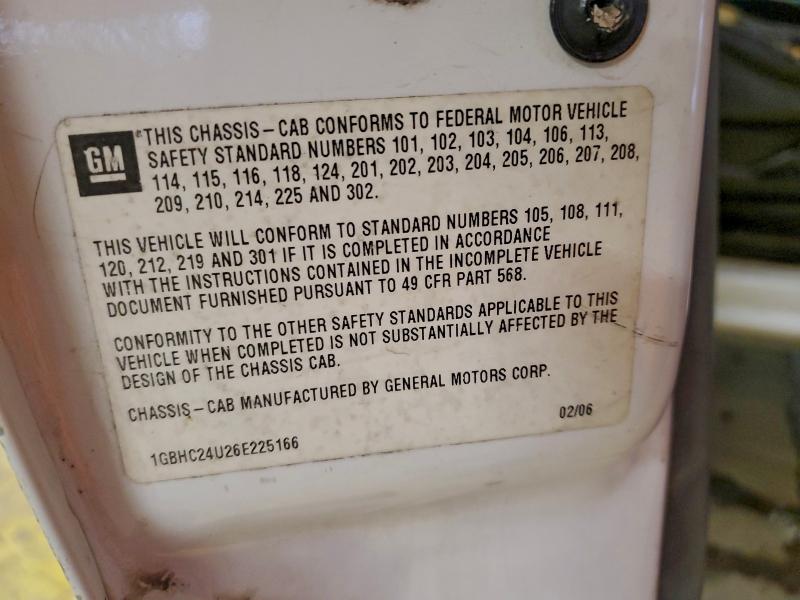 GM
THIS CHASSIS-CAB CONFORMS TO FEDERAL MOTOR VEHICLE
SAFETY STANDARD NUMBERS 101, 102, 103, 104, 106, 113,
114, 115, 116, 118, 124, 201, 202, 203, 204, 205, 206, 207, 208,
209, 210, 214, 225 AND 302.
THIS VEHICLE WILL CONFORM TO STANDARD NUMBERS 105, 108, 111,
120, 212, 219 AND 301 IF IT IS COMPLETED IN ACCORDANCE
WITH THE INSTRUCTIONS CONTAINED IN THE INCOMPLETE VEHICLE
DOCUMENT FURNISHED PURSUANT TO 49 CFR PART 568.
CONFORMITY TO THE OTHER SAFETY STANDARDS APPLICABLE TO THIS
VEHICLE WHEN COMPLETED IS NOT SUBSTANTIALLY AFFECTED BY THE
DESIGN OF THE CHASSIS CAB.
CHASSIS-CAB MANUFACTURED BY GENERAL MOTORS CORP.
02/06
1GBHC24U26E225166